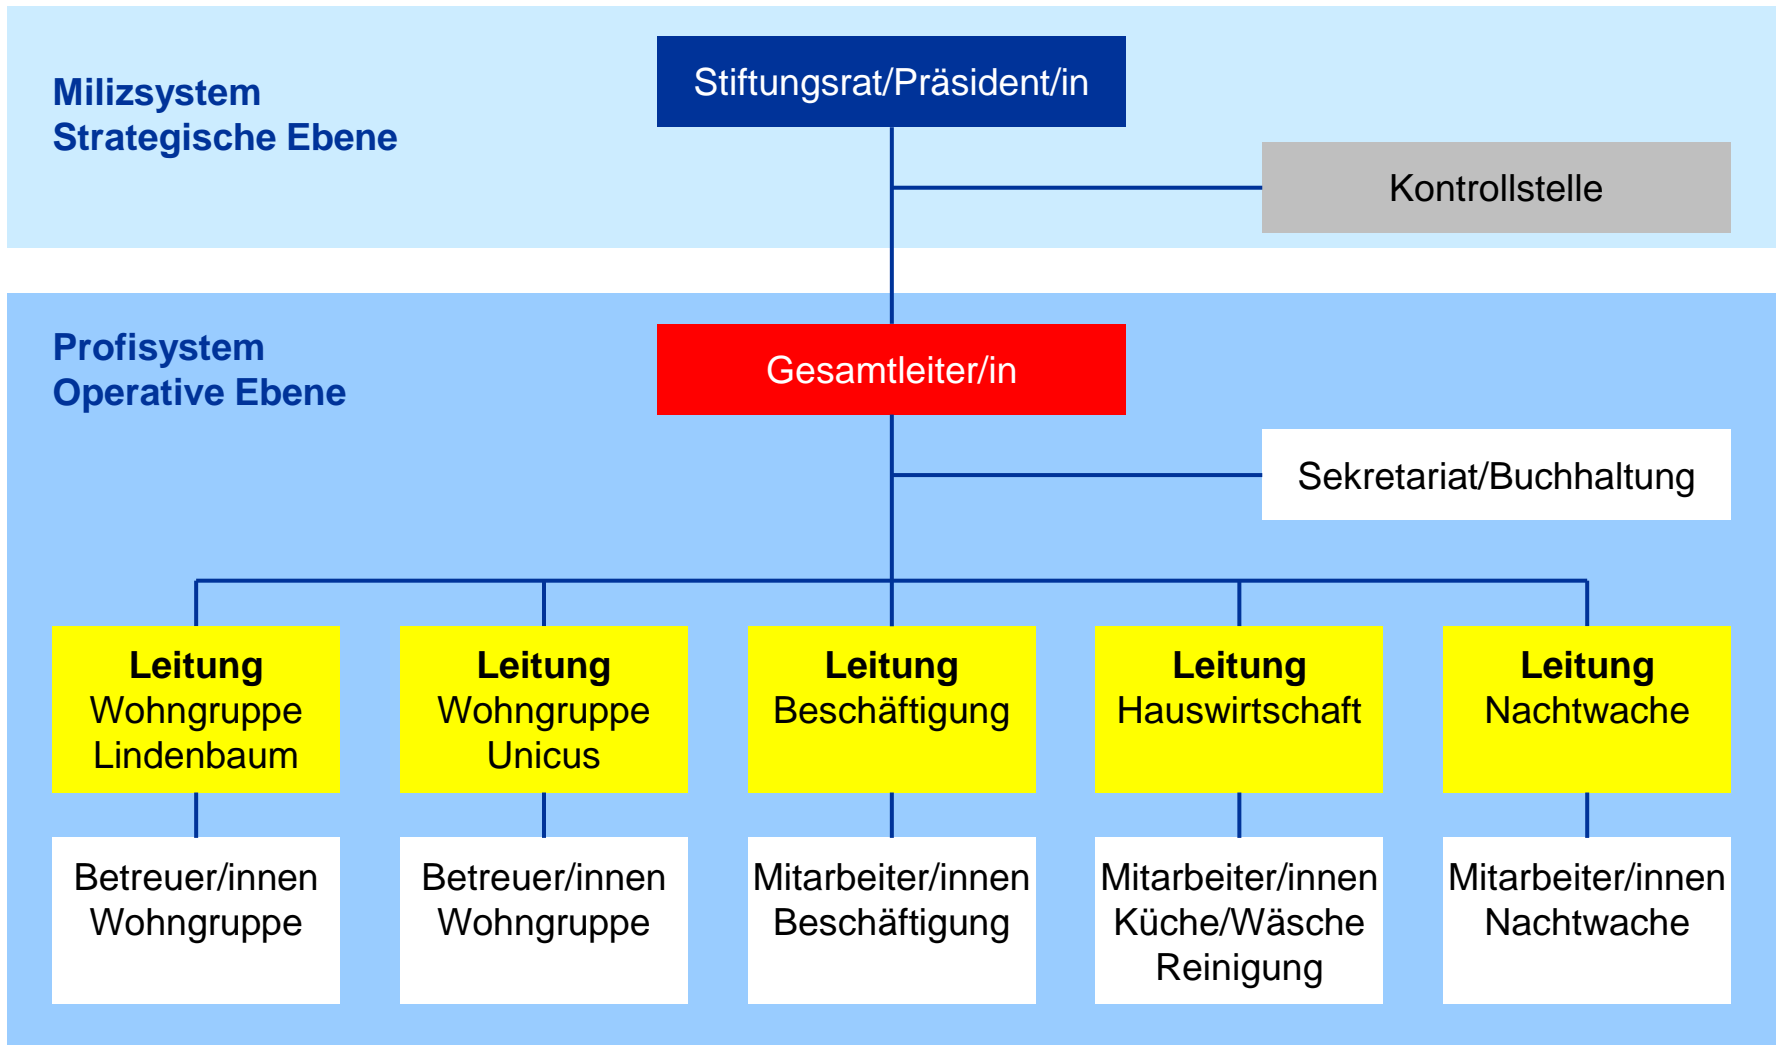 Milizsystem
Strategische Ebene
Stiftungsrat/Präsident/in
Kontrollstelle
Profisystem
Operative Ebene
Gesamtleiter/in
Sekretariat/Buchhaltung
Leitung
Wohngruppe
Lindenbaum
Leitung
Wohngruppe
Unicus
Leitung
Beschäftigung
Leitung
Hauswirtschaft
Leitung
Nachtwache
Betreuer/innen
Wohngruppe
Betreuer/innen
Wohngruppe
Mitarbeiter/innen
Beschäftigung
Mitarbeiter/innen
Küche/Wäsche
Reinigung
Mitarbeiter/innen
Nachtwache